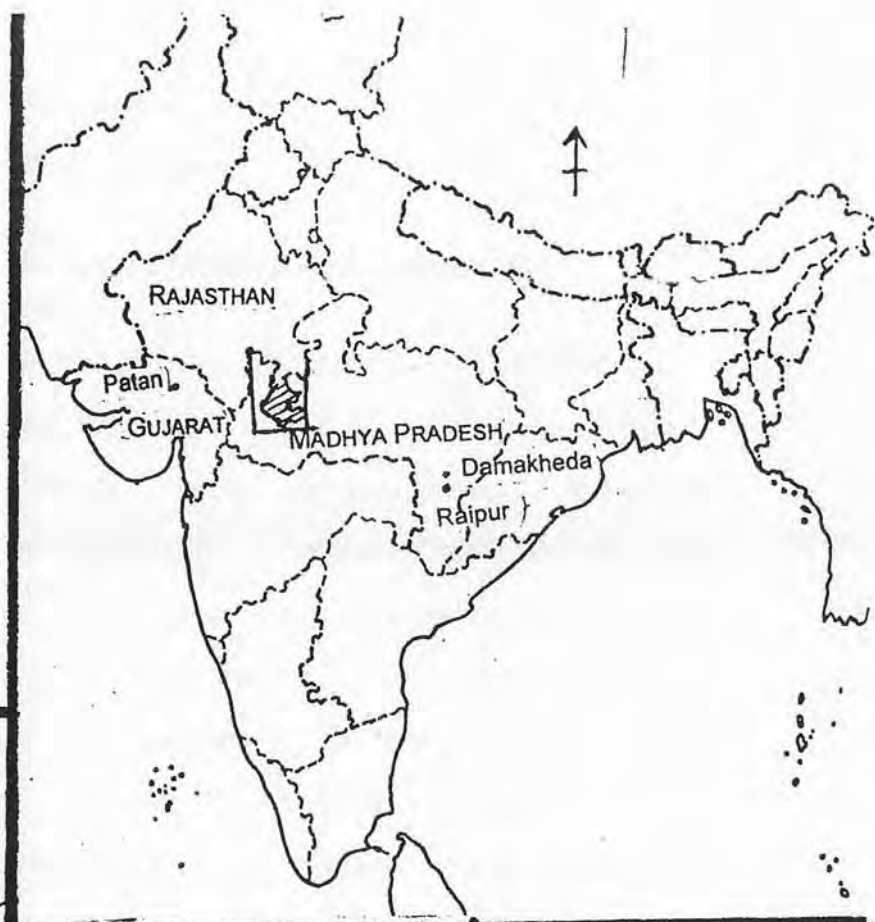 RAJASTHAN
Patan
GUJARAT
MADHYA PRADESH
Damakheda
Raipur